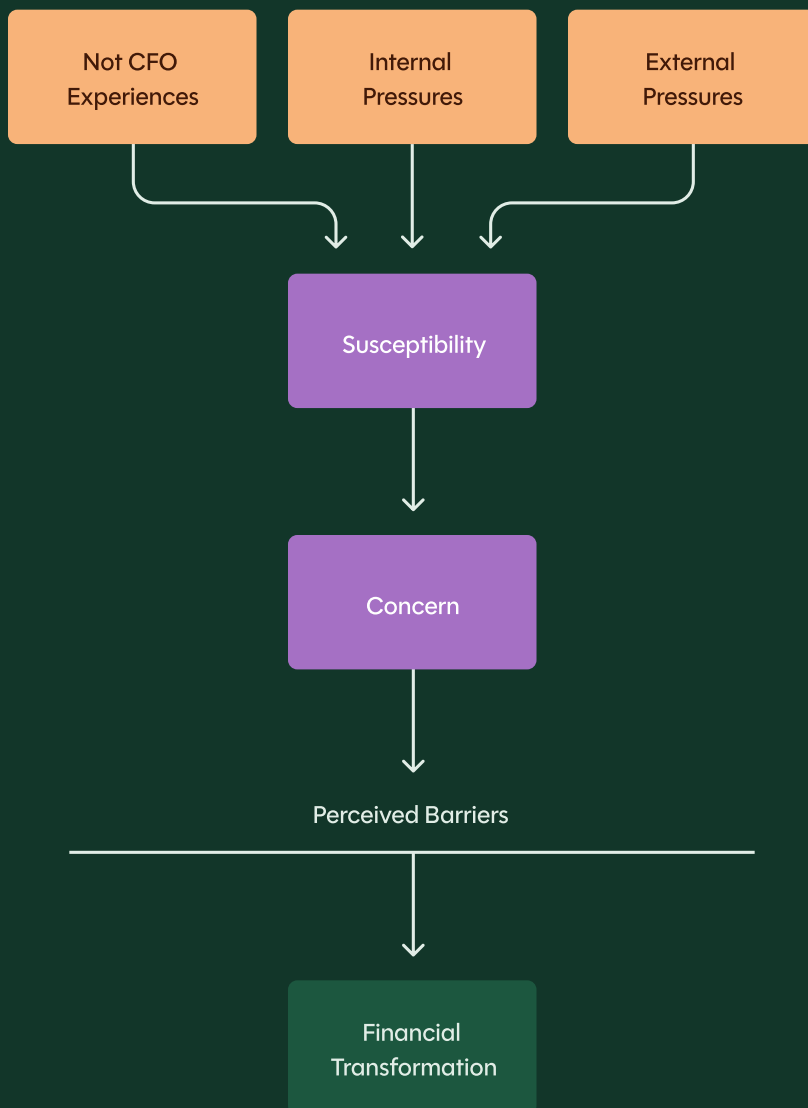 Not CFO
Experiences
Internal
Pressures
External
Pressures
Susceptibility
Concern
Perceived Barriers
Financial
Transformation